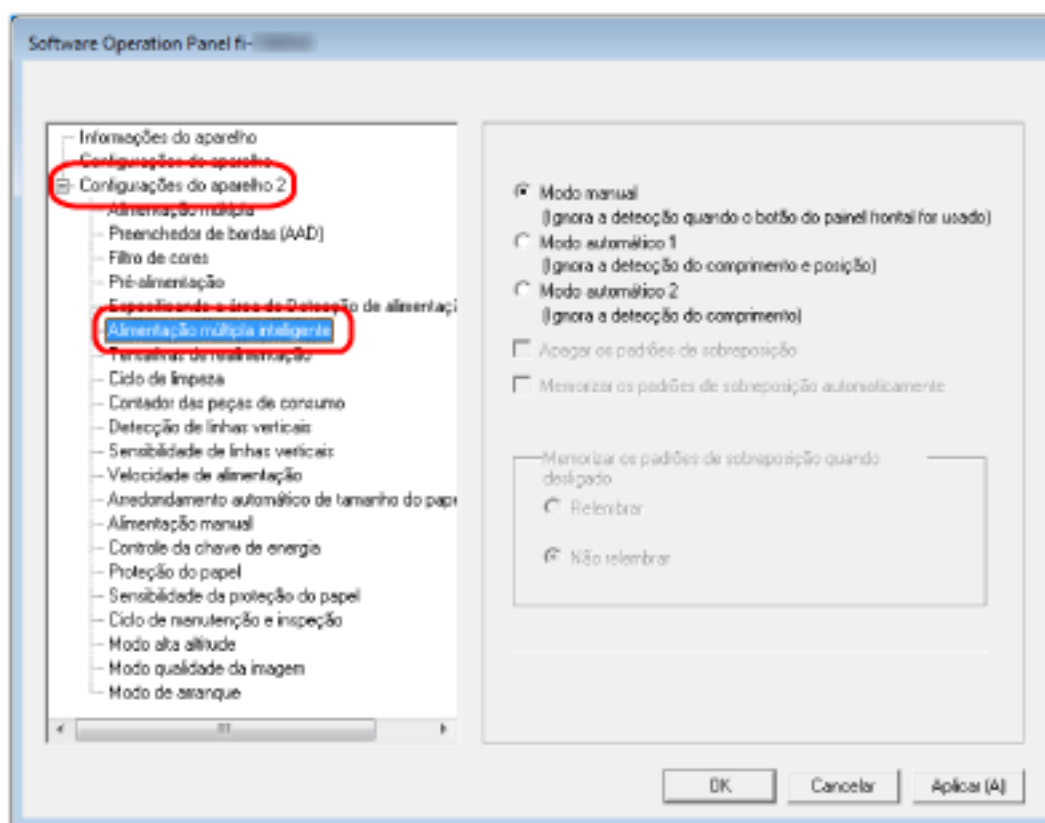 Software Operation Panel fi-
Informações do aparelho
Configurações do aparelho
Configurações do aparelho 2
Alimentação múltipla
Preenchedor de bordas (AAD)
Filtro de cores
Pré-alimentação
Especificando a área de Detecção de alimentaçã
Alimentação múltipla inteligente
Tentativas de realimentação
Ciclo de limpeza
Contador das peças de consumo
Detecção de linhas verticais
Sensibilidade de linhas verticais
Velocidade de alimentação
Arredondamento automático de tamanho do pape
Alimentação manual
Controle da chave de energia
Proteção do papel
Sensibilidade da proteção do papel
Ciclo de manutenção e inspeção
Modo alta altitude
Modo qualidade da imagem
Modo de arranque
Modo manual
(Ignora a detecção quando o botão do painel frontal for usado)
Modo automático 1
(Ignora a detecção do comprimento e posição)
Modo automático 2
(Ignora a detecção do comprimento)
Apagar os padrões de sobreposição
Memorizar os padrões de sobreposição automaticamente
Memorizar os padrões de sobreposição quando
desligado
Relembrar
Não relembrar
OK
Cancelar
Aplicar (A)